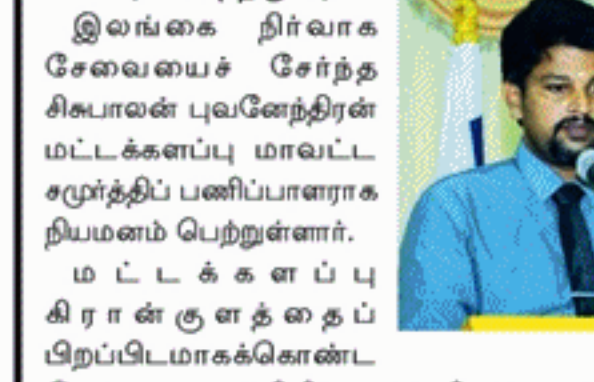 இலங்கை நிர்வாக
சேவையைச் சேர்ந்த
சிசுபாலன் புவனேந்திரன்
மட்டக்களப்பு மாவட்ட
சமுர்த்திப் பணிப்பாளராக
நியமனம் பெற்றுள்ளார்.
மட்டக்களப்பு
கிரான்குளத்தைப்
பிறப்பிடமாகக்கொண்ட